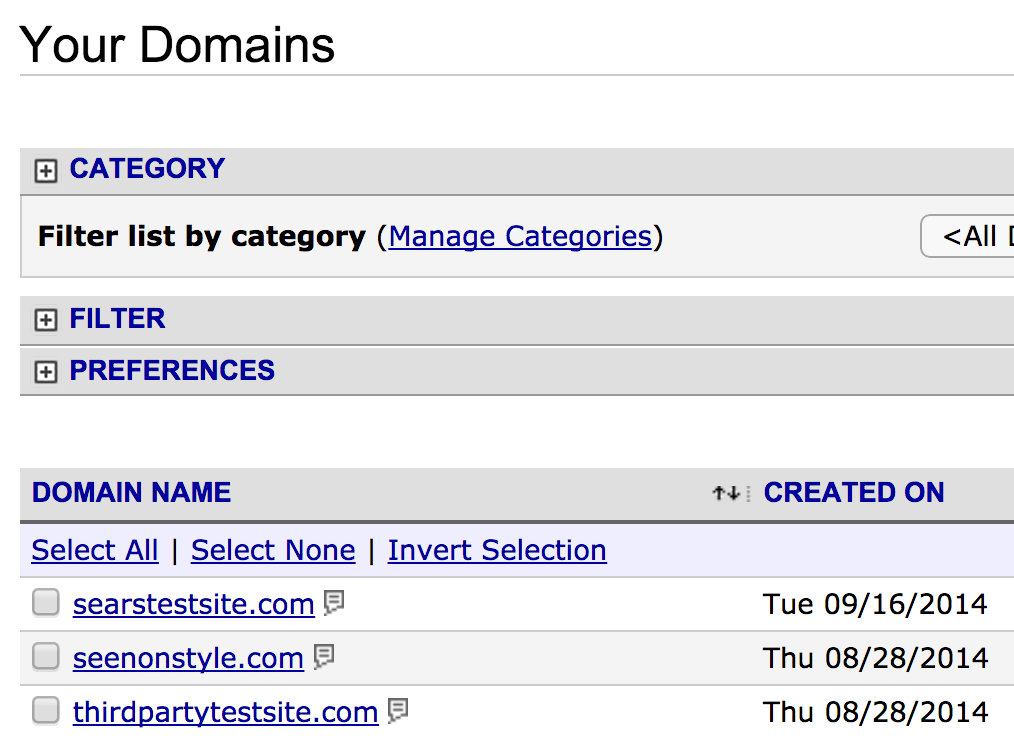 Your Domains
CATEGORY
Filter list by category (Manage Categories)
<All
FILTER
PREFERENCES
DOMAIN NAME CREATED ON
Select All | Select None | Invert Selection
searstestsite.com Tue 09/16/2014
seenonstyle.com Thu 08/28/2014
thirdpartytestsite.com Thu 08/28/2014